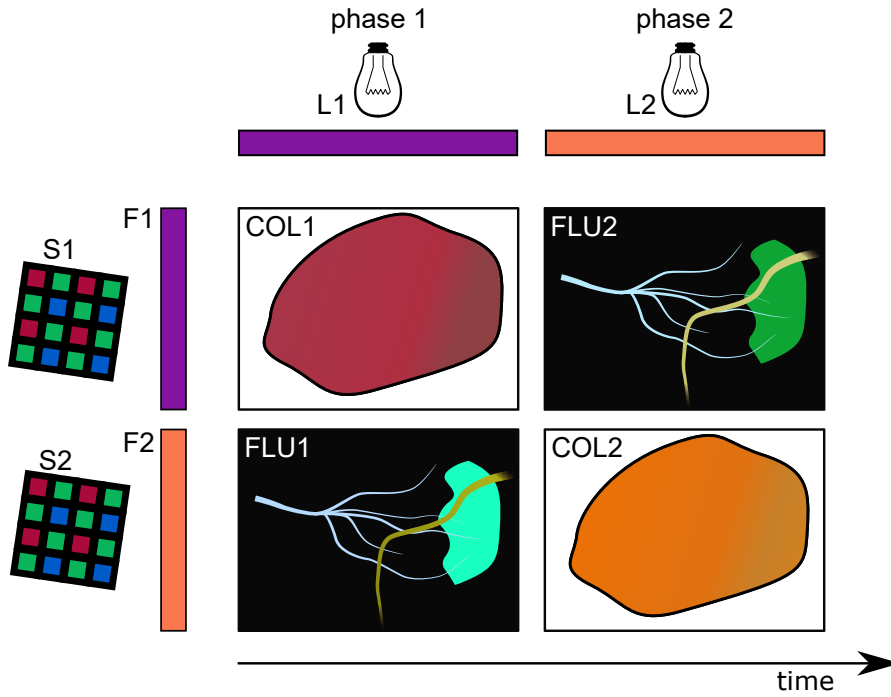 phase 1
phase 2
L1
L2
F1
S1
COL1
FLU2
F2
S2
FLU1
COL2
time